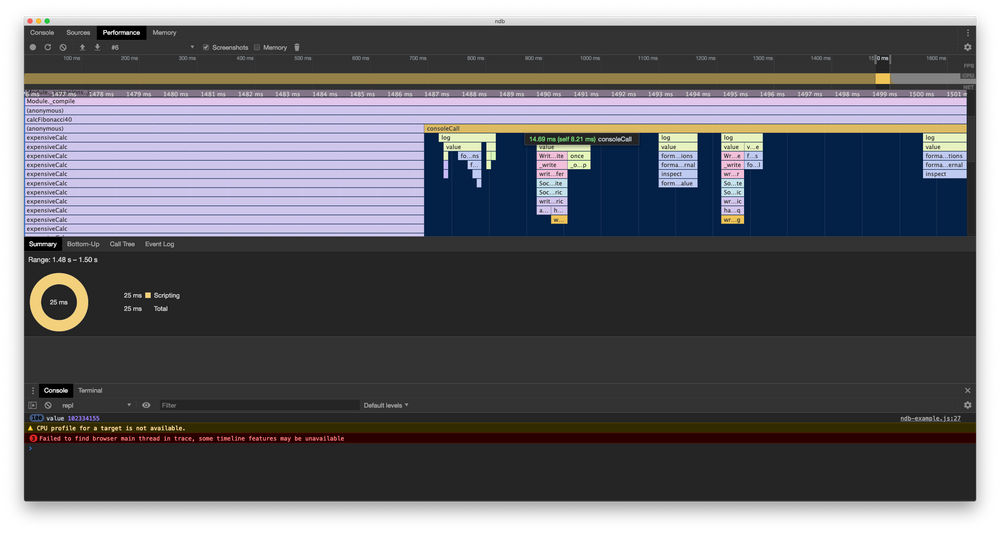 ndb
Console Sources Performance Memory
#6 Screenshots Memory
100 ms 200 ms 300 ms 400 ms 500 ms 600 ms 700 ms 800 ms 900 ms 1000 ms 1100 ms 1200 ms 1300 ms 1400 ms 0 ms 1600 ms
FPS
CPU
NET
1477 ms 1478 ms 1479 ms 1480 ms 1481 ms 1482 ms 1483 ms 1484 ms 1485 ms 1486 ms 1487 ms 1488 ms 1489 ms 1490 ms 1491 ms 1492 ms 1493 ms 1494 ms 1495 ms 1496 ms 1497 ms 1498 ms 1499 ms 1500 ms 1501 ms
Module._compile
(anonymous)
calcFibonacci40
(anonymous) consoleCall
expensiveCalc log 14.69 ms (self 8.21 ms) consoleCall log log log
expensiveCalc value value value value v…e value
expensiveCalc fo…ns Writ…ite once form…ions Wr…e f…s forma…tions
expensiveCalc f… _write _o…p forma…rnal _write fo…l forma…ernal
expensiveCalc writ…fer inspect wr…r inspect
expensiveCalc Soc…ite form…alue So…te
expensiveCalc Soc…ric So…ic
expensiveCalc writ…ric wr…ic
expensiveCalc a… h… ha…q
expensiveCalc w… wr…g
expensiveCalc
Summary Bottom-Up Call Tree Event Log
Range: 1.48 s – 1.50 s
25 ms
25 ms Scripting
25 ms Total
Console Terminal
repl Filter Default levels
100 value 102334155 ndb-example.js:27
CPU profile for a target is not available.
3 Failed to find browser main thread in trace, some timeline features may be unavailable